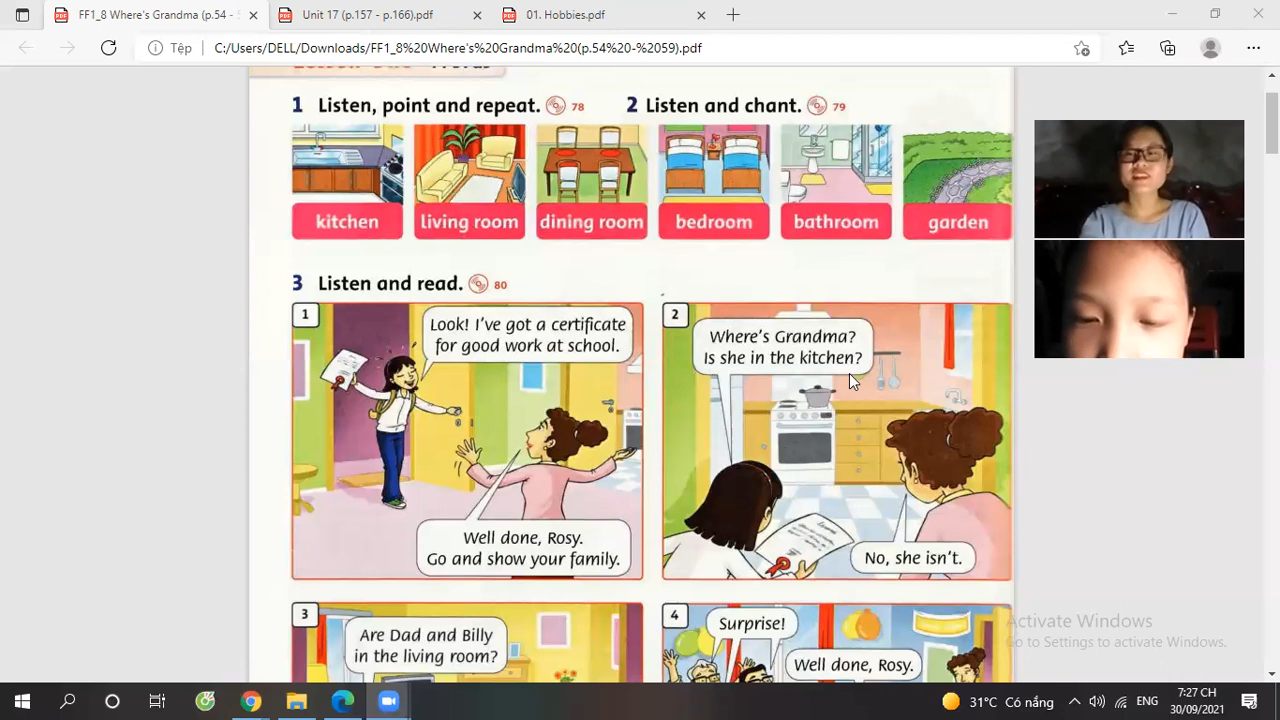 FF1_8 Where's Grandma (p.54 - 5
Unit 17 (p.157 - p.166).pdf
01. Hobbies.pdf
Tệp
C:/Users/DELL/Downloads/FF1_8%20Where's%20Grandma%20(p.54%20-%2059).pdf
1 Listen, point and repeat. 78
2 Listen and chant. 79
kitchen
living room
dining room
bedroom
bathroom
garden
3 Listen and read. 80
1
Look! I've got a certificate
for good work at school.
Well done, Rosy.
Go and show your family.
2
Where's Grandma?
Is she in the kitchen?
No, she isn't.
3
Are Dad and Billy
in the living room?
4
Surprise!
Well done, Rosy.
Activate Windows
Go to Settings to activate Windows.
31°C Có nắng
ENG
7:27 CH
30/09/2021